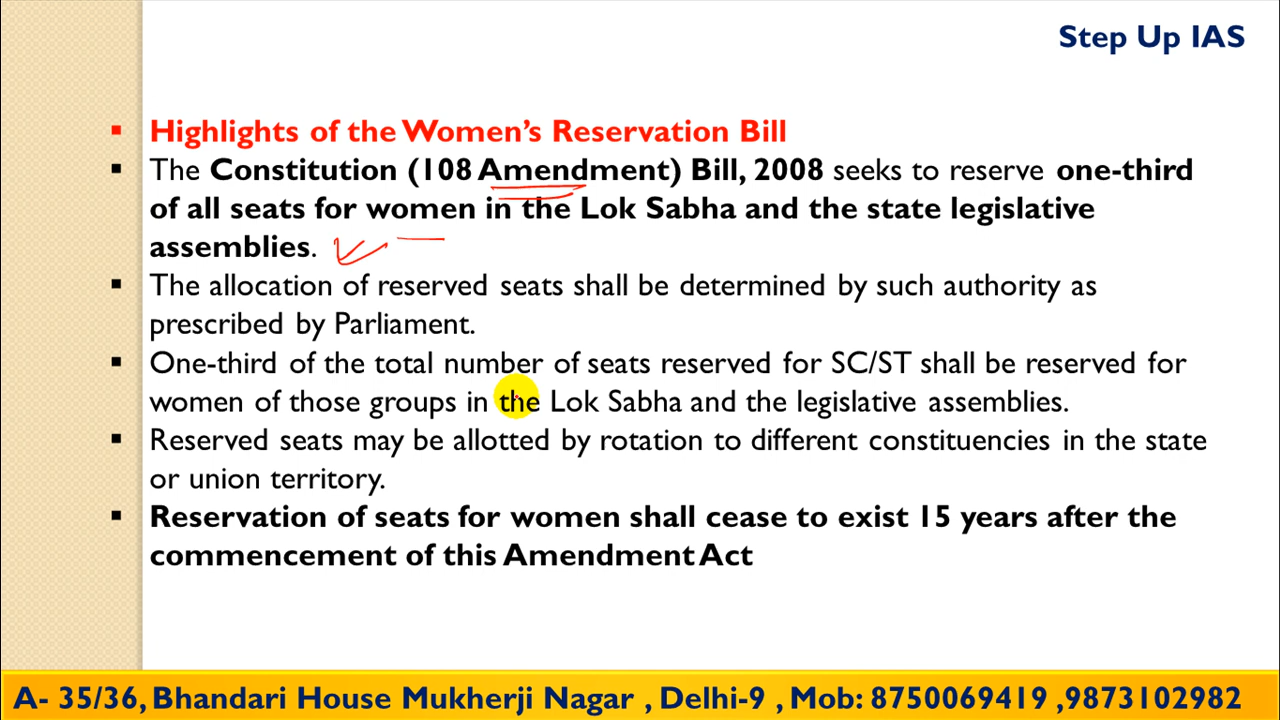 Step Up IAS
▪ Highlights of the Women's Reservation Bill
▪ The Constitution (108 Amendment) Bill, 2008 seeks to reserve one-third
of all seats for women in the Lok Sabha and the state legislative
assemblies.
▪ The allocation of reserved seats shall be determined by such authority as
prescribed by Parliament.
▪ One-third of the total number of seats reserved for SC/ST shall be reserved for
women of those groups in the Lok Sabha and the legislative assemblies.
▪ Reserved seats may be allotted by rotation to different constituencies in the state
or union territory.
▪ Reservation of seats for women shall cease to exist 15 years after the
commencement of this Amendment Act
A- 35/36, Bhandari House Mukherji Nagar , Delhi-9 , Mob: 8750069419 ,9873102982